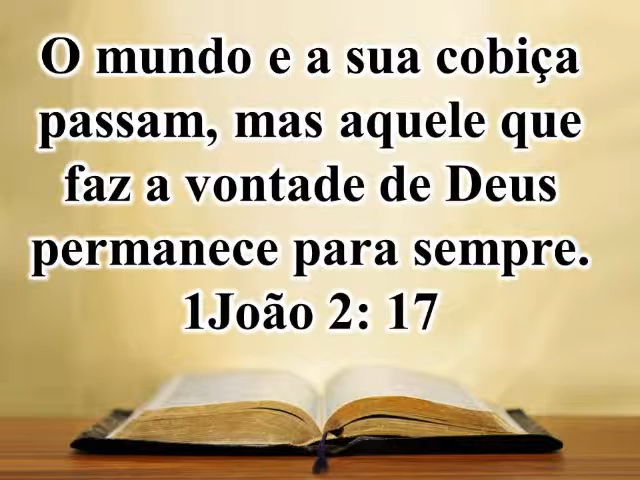 O mundo e a sua cobiça
passam, mas aquele que
faz a vontade de Deus
permanece para sempre.
1João 2: 17